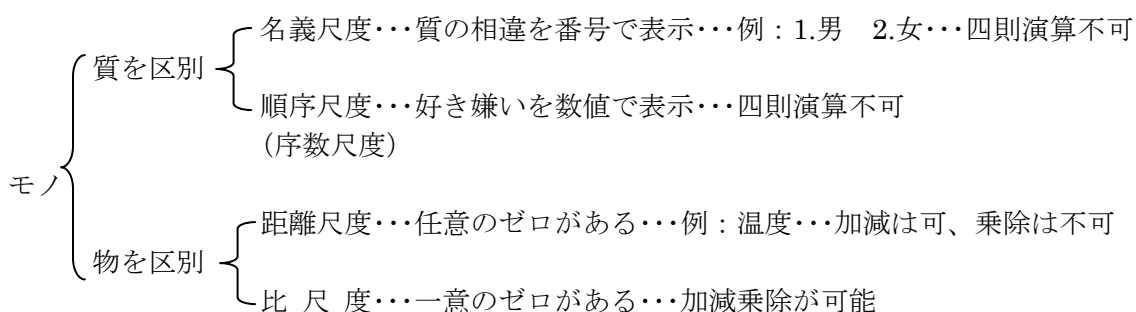 名義尺度･･･質の相違を番号で表示･･･例：1.男　2.女･･･四則演算不可
質を区別
順序尺度･･･好き嫌いを数値で表示･･･四則演算不可
（序数尺度）
モノ
距離尺度･･･任意のゼロがある･･･例：温度･･･加減は可、乗除は不可
物を区別
比 尺 度･･･一意のゼロがある･･･加減乗除が可能